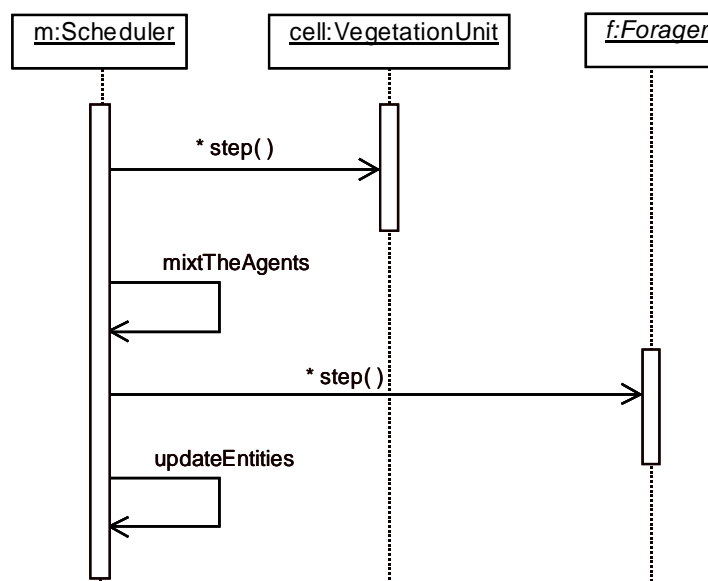 m:Scheduler
cell:VegetationUnit
f:Forager
* step( )
mixtTheAgents
* step( )
updateEntities